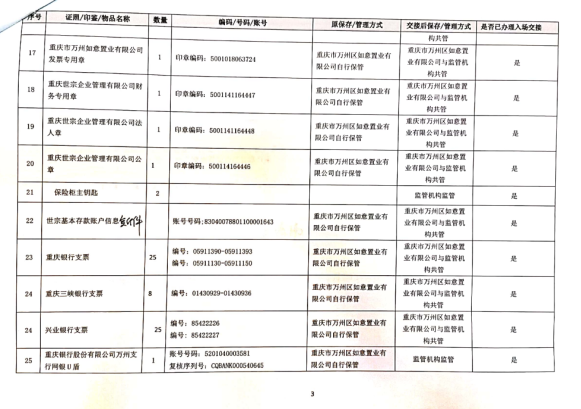 序号 证照/印鉴/物品名称 数量 编码/号码/账号 原保存/管理方式 交接后保存/管理方式 是否已办理入场交接
构共管
17 重庆市万州如意置业有限公司发票专用章 1 印章编码：5001018063724 重庆市万州区如意置业有限公司自行保管 重庆市万州区如意置业有限公司与监管机构共管 是
18 重庆世宗企业管理有限公司财务专用章 1 印章编码：5001141164447 重庆市万州区如意置业有限公司自行保管 重庆市万州区如意置业有限公司与监管机构共管 是
19 重庆世宗企业管理有限公司法人章 1 印章编码：5001141164448 重庆市万州区如意置业有限公司自行保管 重庆市万州区如意置业有限公司与监管机构共管 是
20 重庆世宗企业管理有限公司公章 1 印章编码：500114164446 重庆市万州区如意置业有限公司自行保管 重庆市万州区如意置业有限公司与监管机构共管 是
21 保险柜主钥匙 2 监管机构监管 是
22 世宗基本存款账户信息 账号号码:83040078801100001643 重庆市万州区如意置业有限公司自行保管 重庆市万州区如意置业有限公司与监管机构共管 是
23 重庆银行支票 25 编号：05911390-05911393
编号：05911130-05911150 重庆市万州区如意置业有限公司自行保管 重庆市万州区如意置业有限公司与监管机构共管 是
24 重庆三峡银行支票 8 编号：01430929-01430936 重庆市万州区如意置业有限公司自行保管 重庆市万州区如意置业有限公司与监管机构共管 是
24 兴业银行支票 25 编号：85422226
编号：85422227 重庆市万州区如意置业有限公司自行保管 重庆市万州区如意置业有限公司与监管机构共管 是
25 重庆银行股份有限公司万州支行网银U盾 1 账号号码：5201040003581
复核序列号：CQBANK000540645 重庆市万州区如意置业有限公司自行保管 监管机构监管 是
3